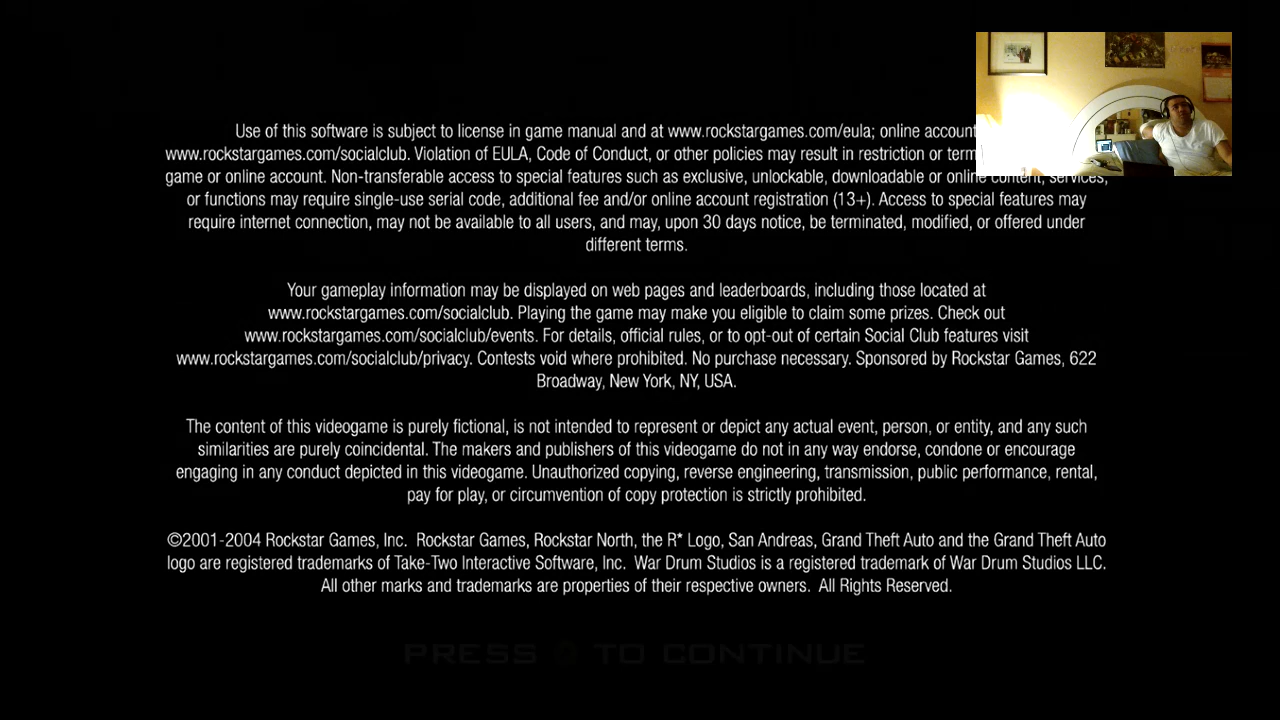 Use of this software is subject to license in game manual and at www.rockstargames.com/eula; online account
www.rockstargames.com/socialclub. Violation of EULA, Code of Conduct, or other policies may result in restriction or
game or online account. Non-transferable access to special features such as exclusive, unlockable, downloadable or online content, services,
or functions may require single-use serial code, additional fee and/or online account registration (13+). Access to special features may
require internet connection, may not be available to all users, and may, upon 30 days notice, be terminated, modified, or offered under
different terms.
Your gameplay information may be displayed on web pages and leaderboards, including those located at
www.rockstargames.com/socialclub. Playing the game may make you eligible to claim some prizes. Check out
www.rockstargames.com/socialclub/events. For details, official rules, or to opt-out of certain Social Club features visit
www.rockstargames.com/socialclub/privacy. Contests void where prohibited. No purchase necessary. Sponsored by Rockstar Games, 622
Broadway, New York, NY, USA.
The content of this videogame is purely fictional, is not intended to represent or depict any actual event, person, or entity, and any such
similarities are purely coincidental. The makers and publishers of this videogame do not in any way endorse, condone or encourage
engaging in any conduct depicted in this videogame. Unauthorized copying, reverse engineering, transmission, public performance, rental,
pay for play, or circumvention of copy protection is strictly prohibited.
©2001-2004 Rockstar Games, Inc. Rockstar Games, Rockstar North, the R* Logo, San Andreas, Grand Theft Auto and the Grand Theft Auto
logo are registered trademarks of Take-Two Interactive Software, Inc. War Drum Studios is a registered trademark of War Drum Studios LLC.
All other marks and trademarks are properties of their respective owners. All Rights Reserved.
PRESS TO CONTINUE